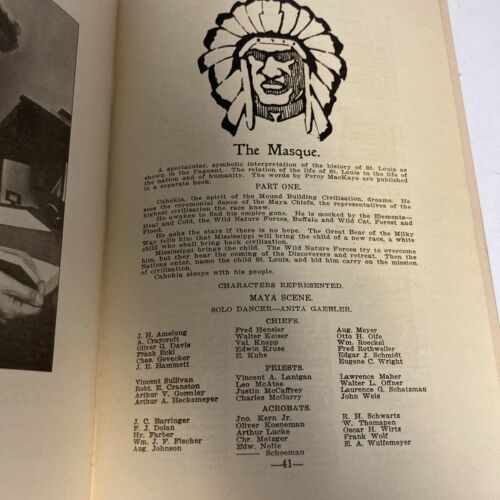 The Masque.
A spectacular, symbolic interpretation of the history of St. Louis as
shown in the Pageant. The relation of the life of St. Louis to the life of
the nation and of humanity. The words by Percy MacKaye are published
in a separate book.
PART ONE.
Cahokia, the spirit of the Mound Building Civilization, dreams. He
sees the ceremonial dance of the Maya Chiefs, the representatives of the
highest civilization the race knew.
He awakes to find his empire gone. He is mocked by the Elements—
Heat and Cold, the Wild Nature Forces, Buffalo and Wild Cat, Forest and
Flood.
He asks the stars if there is no hope. The Great Bear of the Milky
Way tells him that Mississippi will bring the child of a new race, a white
child who shall bring back civilization.
Mississippi brings the child. The Wild Nature Forces try to overcome
him, but they hear the coming of the Discoverers and retreat. Then the
Nations enter, name the child St. Louis, and bid him carry on the mission
of civilization.
Cahokia sleeps with his people.
CHARACTERS REPRESENTED.
MAYA SCENE.
SOLO DANCER—ANITA GAEBLER.
CHIEFS.
J. H. Amelung Fred Hensler Aug. Meyer
A. Craycroft Walter Keiser Otto H. Olfe
Oliver G. Davis Val. Knapp Wm. Roeckel
Frank Eckl Edwin Kruse Fred Rothweiler
Chas. Gevecker E. Kuhs Edgar J. Schmidt
J. E. Hammett Eugene C. Wright
PRIESTS.
Vincent Sullivan Vincent A. Lanigan Lawrence Maher
Robt. E. Cranston Leo McAtee Walter L. Offner
Arthur V. Gormley Justin McCaffrey Laurence G. Schatzman
Arthur A. Heckemeyer Charles McGarry John Weis
ACROBATS.
J. C. Barringer Jno. Kern Jr. R. H. Schwartz
F. J. Dolan Oliver Koeneman W. Thomapen
Hy. Farber Arthur Lucke Oscar H. Wirtz
Wm. J. F. Fischer Chr. Metzger Frank Wolf
Aug. Johnson Edw. Nolte E. A. Wulfemeyer
Schoeman
—41—